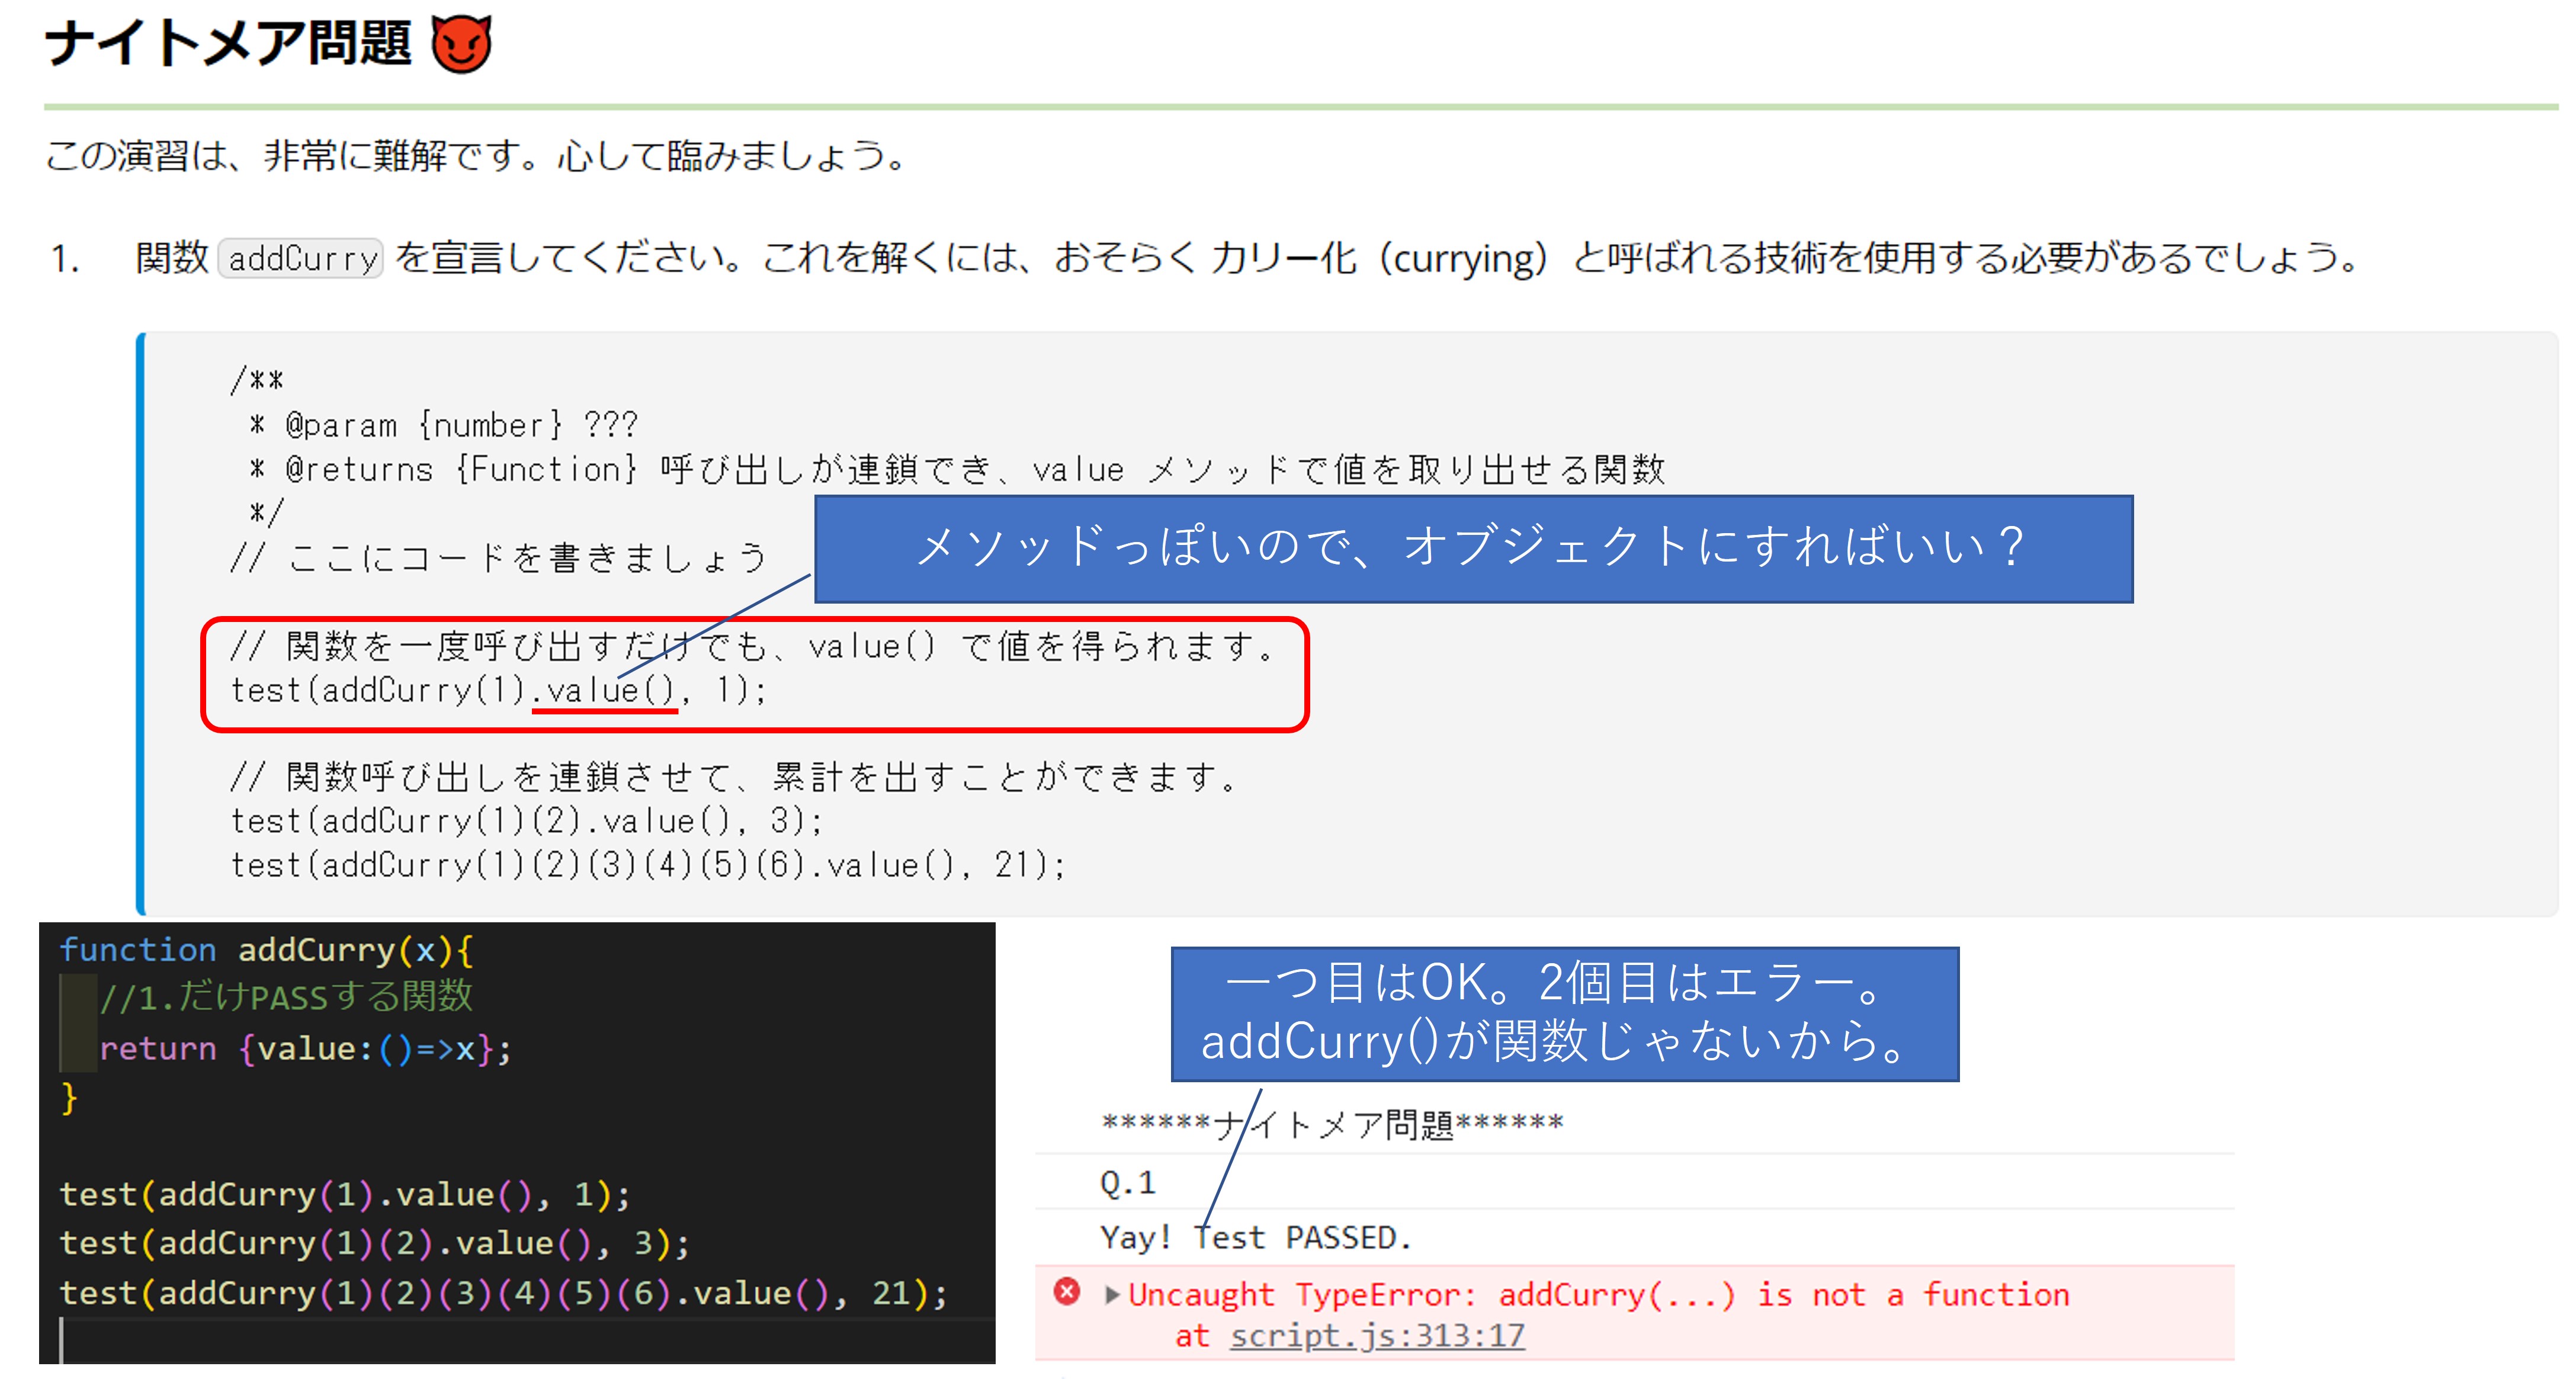 ナイトメア問題 😈
この演習は、非常に難解です。心して臨みましょう。
1. 関数 addCurry を宣言してください。これを解くには、おそらく カリー化（currying）と呼ばれる技術を使用する必要があるでしょう。
/**
 * @param {number} ???
 * @returns {Function} 呼び出しが連鎖でき、value メソッドで値を取り出せる関数
 */
// ここにコードを書きましょう
メソッドっぽいので、オブジェクトにすればいい？
// 関数を一度呼び出すだけでも、value() で値を得られます。
test(addCurry(1).value(), 1);
// 関数呼び出しを連鎖させて、累計を出すことができます。
test(addCurry(1)(2).value(), 3);
test(addCurry(1)(2)(3)(4)(5)(6).value(), 21);
function addCurry(x){
//1.だけPASSする関数
return {value:()=>x};
}
test(addCurry(1).value(), 1);
test(addCurry(1)(2).value(), 3);
test(addCurry(1)(2)(3)(4)(5)(6).value(), 21);
一つ目はOK。2個目はエラー。
addCurry()が関数じゃないから。
******ナイトメア問題******
Q.1
Yay! Test PASSED.
Uncaught TypeError: addCurry(...) is not a function
at script.js:313:17